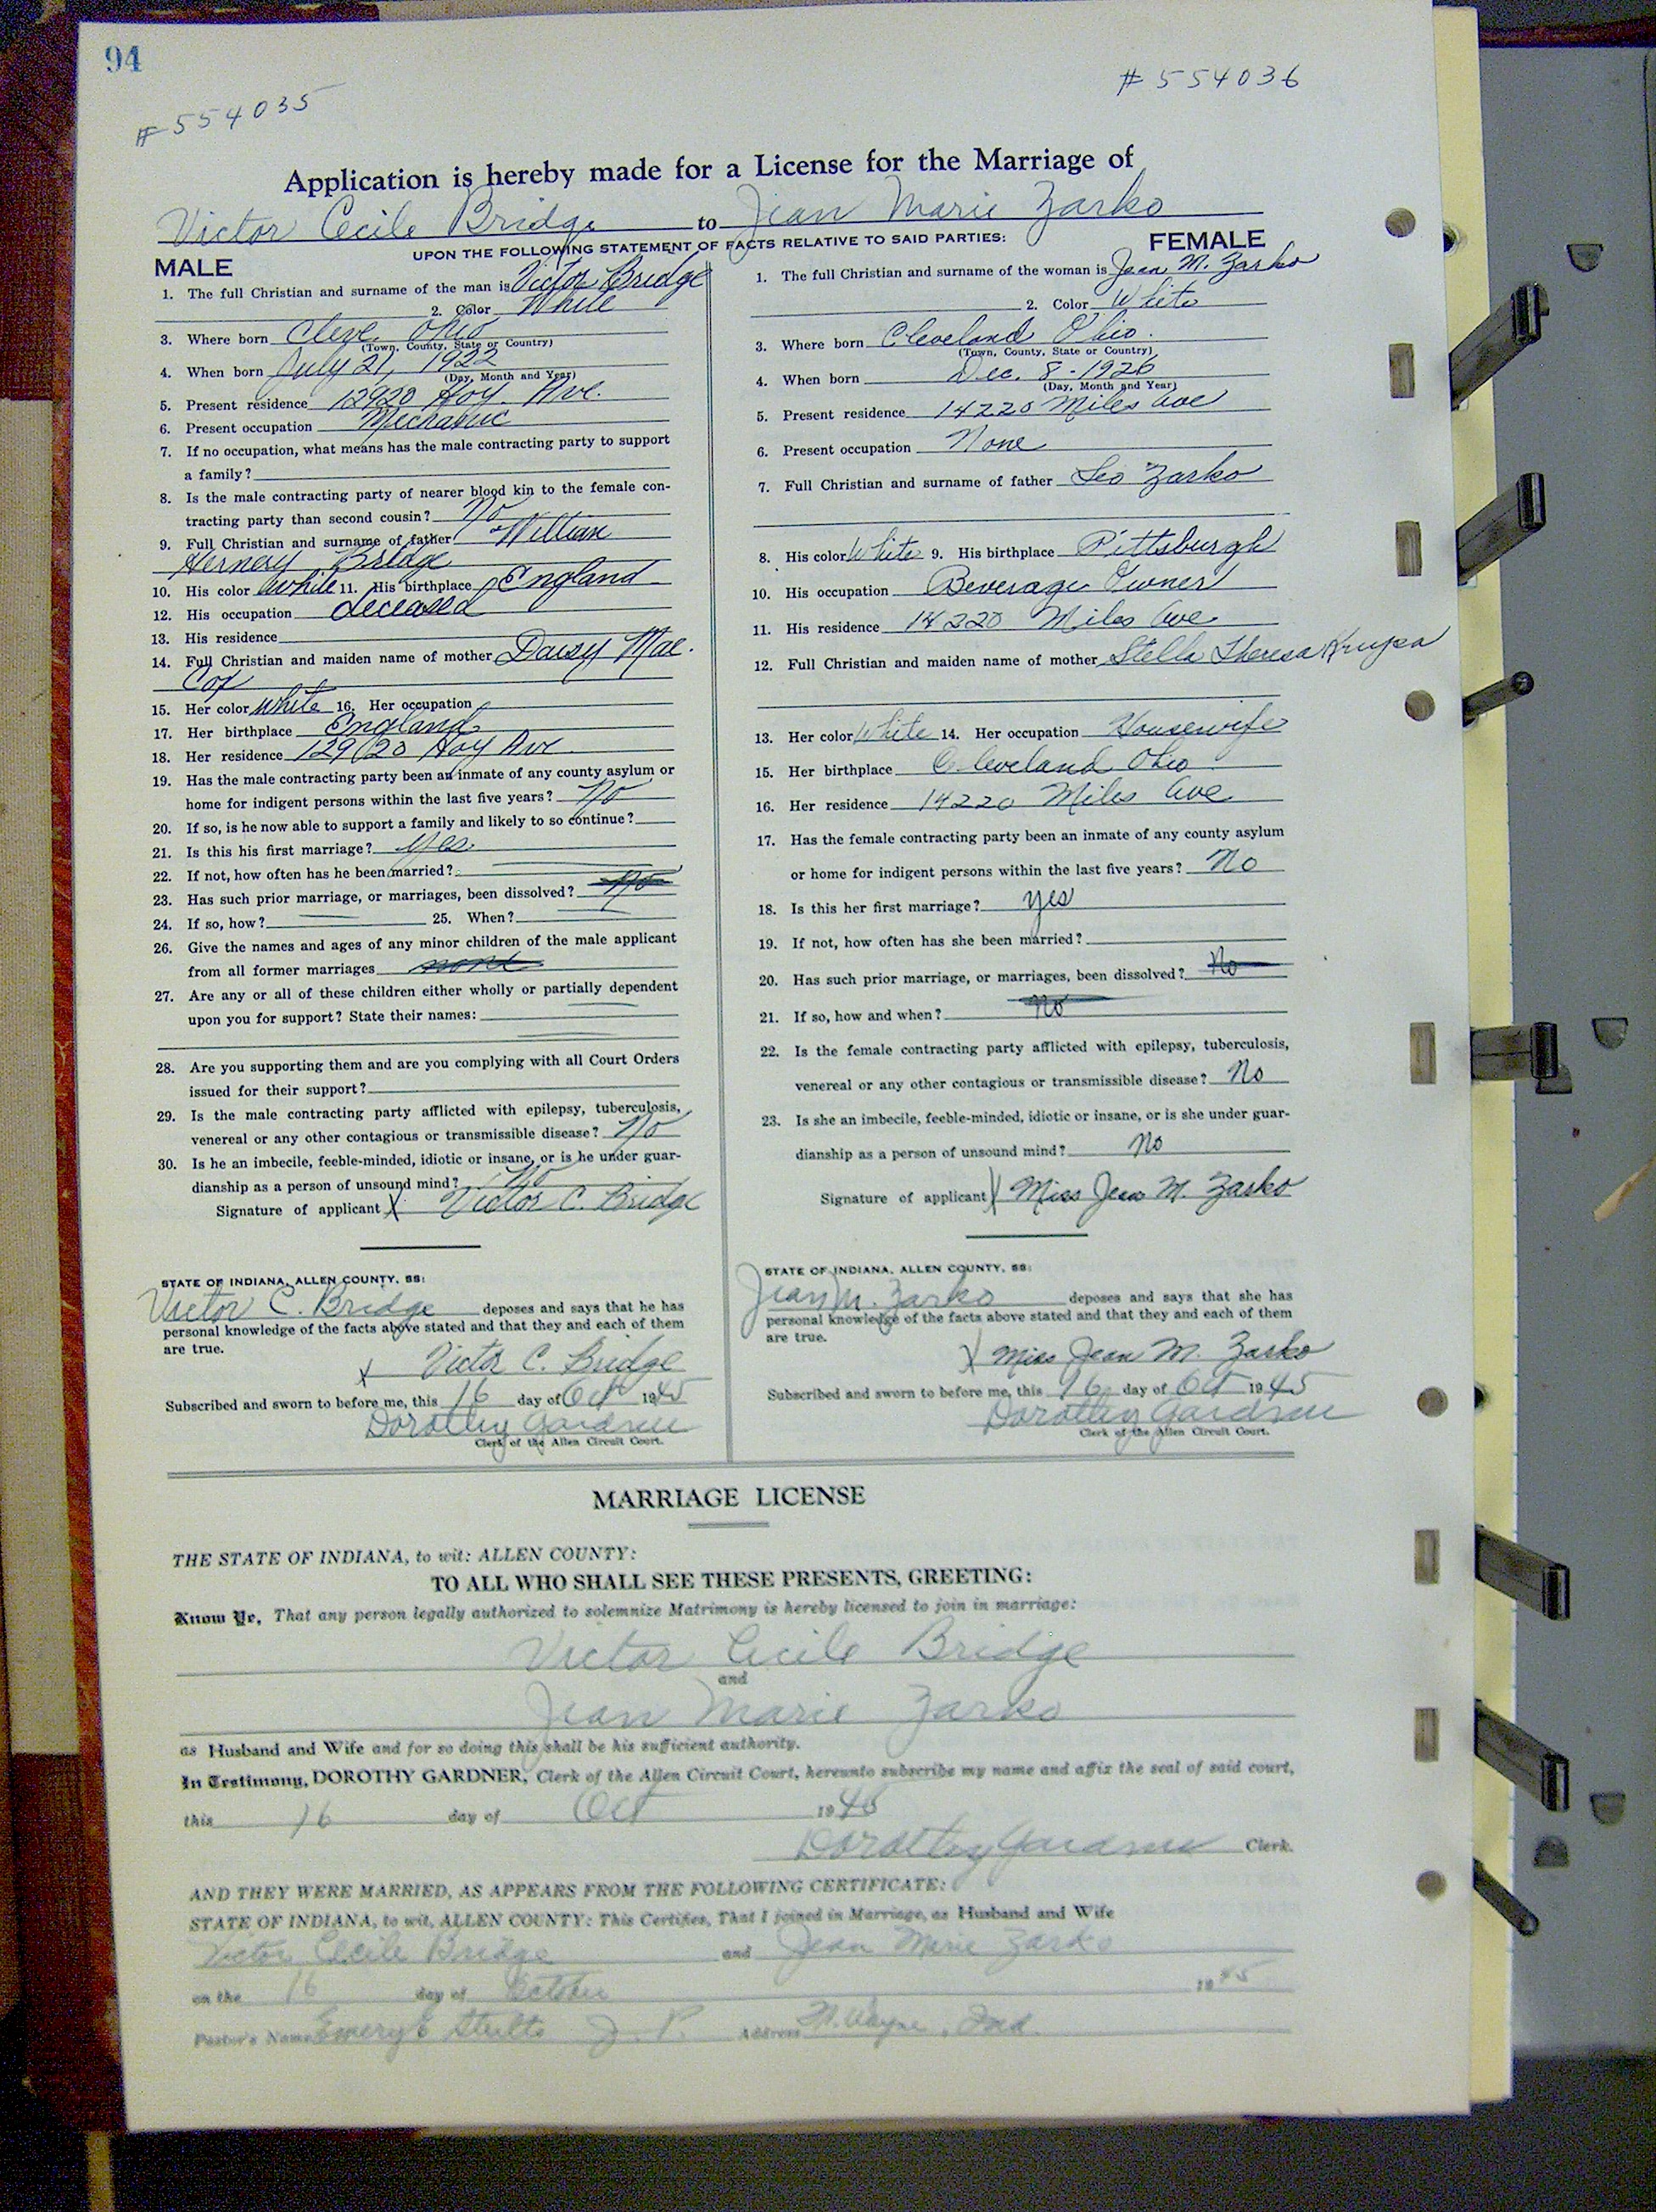 94
#554035
#554036
Application is hereby made for a License for the Marriage of
Victor Cecile Bridge to Jean Marie Zarko
UPON THE FOLLOWING STATEMENT OF FACTS RELATIVE TO SAID PARTIES:
MALE
1. The full Christian and surname of the man is Victor Bridge
2. Color White
3. Where born Cleve. Ohio
(Town, County, State or Country)
4. When born July 21, 1922
(Day, Month and Year)
5. Present residence 12920 Hoy. Ave.
6. Present occupation Mechanic
7. If no occupation, what means has the male contracting party to support
a family?
8. Is the male contracting party of nearer blood kin to the female con-
tracting party than second cousin? No
9. Full Christian and surname of father William
Bridge
10. His color White 11. His birthplace England
12. His occupation deceased
13. His residence
14. Full Christian and maiden name of mother Daisy Mae.
Cox
15. Her color white 16. Her occupation
17. Her birthplace England
18. Her residence 12920 Hoy Ave
19. Has the male contracting party been an inmate of any county asylum or
home for indigent persons within the last five years? No
20. If so, is he now able to support a family and likely to so continue?
21. Is this his first marriage? yes.
22. If not, how often has he been married?
23. Has such prior marriage, or marriages, been dissolved? No
24. If so, how? 25. When?
26. Give the names and ages of any minor children of the male applicant
from all former marriages none
27. Are any or all of these children either wholly or partially dependent
upon you for support? State their names:
28. Are you supporting them and are you complying with all Court Orders
issued for their support?
29. Is the male contracting party afflicted with epilepsy, tuberculosis,
venereal or any other contagious or transmissible disease? No
30. Is he an imbecile, feeble-minded, idiotic or insane, or is he under guar-
dianship as a person of unsound mind? No
Signature of applicant X Victor C. Bridge
STATE OF INDIANA, ALLEN COUNTY, SS:
Victor C. Bridge deposes and says that he has
personal knowledge of the facts above stated and that they and each of them
are true.
X Victor C. Bridge
Subscribed and sworn to before me, this 16 day of Oct 1945
Dorothy Gardner
Clerk of the Allen Circuit Court.
FEMALE
1. The full Christian and surname of the woman is Jean M. Zarko
2. Color White
3. Where born Cleveland Ohio.
(Town, County, State or Country)
4. When born Dec. 8 - 1926
(Day, Month and Year)
5. Present residence 14220 Miles Ave
6. Present occupation None
7. Full Christian and surname of father Leo Zarko
8. His color White 9. His birthplace Pittsburgh
10. His occupation Beverage Owner
11. His residence 14220 Miles Ave.
12. Full Christian and maiden name of mother Stella Theresa Krupa
13. Her color White 14. Her occupation Housewife
15. Her birthplace Cleveland Ohio
16. Her residence 14220 Miles Ave
17. Has the female contracting party been an inmate of any county asylum
or home for indigent persons within the last five years? No
18. Is this her first marriage? yes
19. If not, how often has she been married?
20. Has such prior marriage, or marriages, been dissolved? No
21. If so, how and when? No
22. Is the female contracting party afflicted with epilepsy, tuberculosis,
venereal or any other contagious or transmissible disease? No
23. Is she an imbecile, feeble-minded, idiotic or insane, or is she under guar-
dianship as a person of unsound mind? No
Signature of applicant X Miss Jean M. Zarko
STATE OF INDIANA, ALLEN COUNTY, SS:
Jean M. Zarko deposes and says that she has
personal knowledge of the facts above stated and that they and each of them
are true.
X Miss Jean M. Zarko
Subscribed and sworn to before me, this 16 day of Oct 1945
Dorothy Gardner
Clerk of the Allen Circuit Court.
MARRIAGE LICENSE
THE STATE OF INDIANA, to wit: ALLEN COUNTY:
TO ALL WHO SHALL SEE THESE PRESENTS, GREETING:
Know Ye, That any person legally authorized to solemnize Matrimony is hereby licensed to join in marriage:
Victor Cecile Bridge
and
Jean Marie Zarko
as Husband and Wife and for so doing this shall be his sufficient authority.
In Testimony, DOROTHY GARDNER, Clerk of the Allen Circuit Court, hereunto subscribe my name and affix the seal of said court,
this 16 day of Oct 1945
Dorothy Gardner Clerk.
AND THEY WERE MARRIED, AS APPEARS FROM THE FOLLOWING CERTIFICATE:
STATE OF INDIANA, to wit, ALLEN COUNTY: This Certifies, That I joined in Marriage, as Husband and Wife
Victor Cecile Bridge and Jean Marie Zarko
on the 16 day of October 1945
Pastor's Name Emery E Stults J. P. Address Ft. Wayne, Ind.